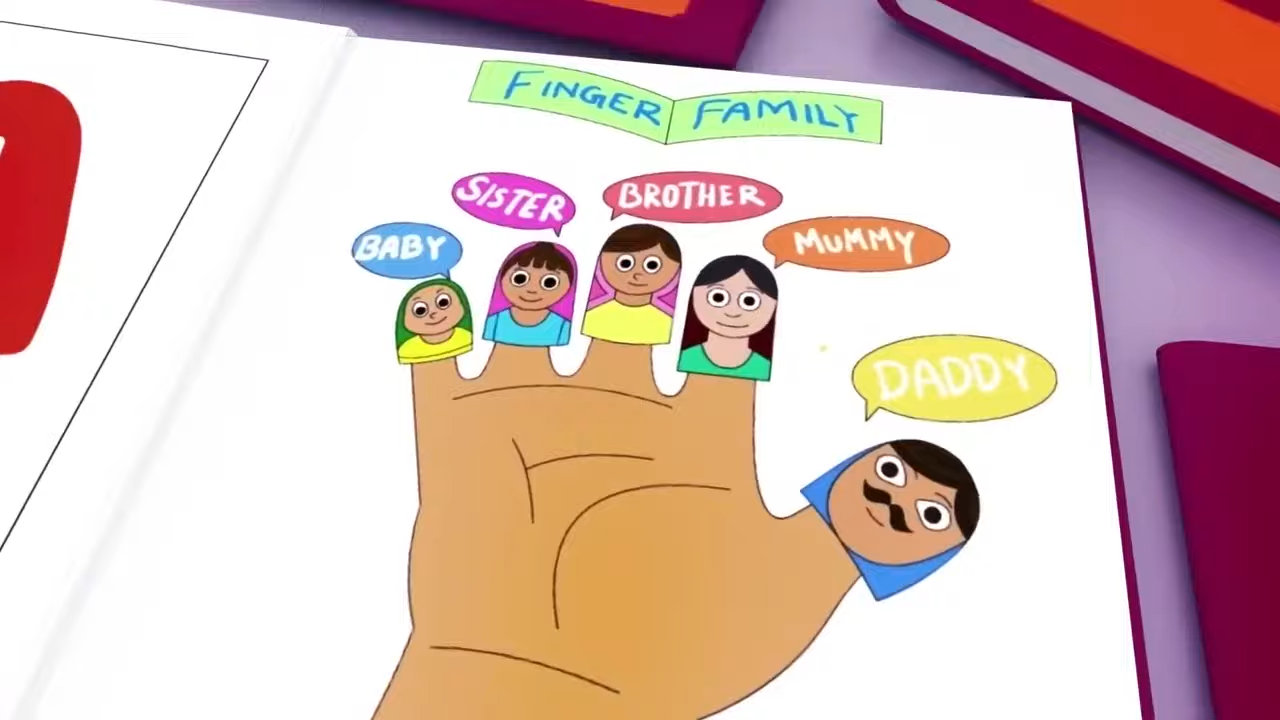 FINGER FAMILY
SISTER
BROTHER
BABY
MUMMY
DADDY